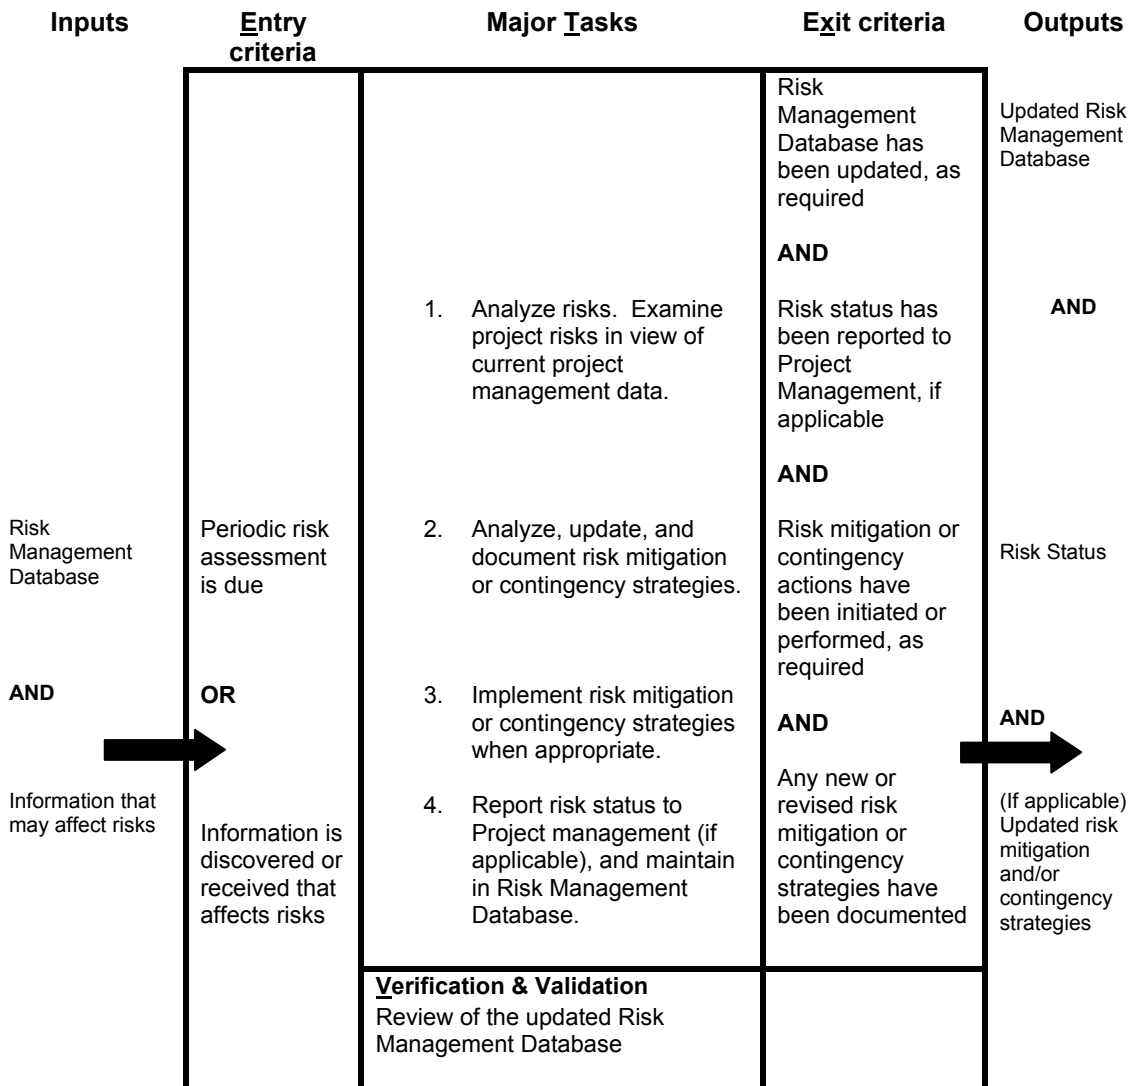 Inputs
Entry
criteria
Major Tasks
Exit criteria
Outputs
Risk
Management
Database
AND
Information that
may affect risks
Periodic risk
assessment
is due
OR
Information is
discovered or
received that
affects risks
1. Analyze risks. Examine
project risks in view of
current project
management data.
2. Analyze, update, and
document risk mitigation
or contingency strategies.
3. Implement risk mitigation
or contingency strategies
when appropriate.
4. Report risk status to
Project management (if
applicable), and maintain
in Risk Management
Database.
Verification & Validation
Review of the updated Risk
Management Database
Risk
Management
Database has
been updated, as
required
AND
Risk status has
been reported to
Project
Management, if
applicable
AND
Risk mitigation or
contingency
actions have
been initiated or
performed, as
required
AND
Any new or
revised risk
mitigation or
contingency
strategies have
been documented
Updated Risk
Management
Database
AND
Risk Status
AND
(If applicable)
Updated risk
mitigation
and/or
contingency
strategies